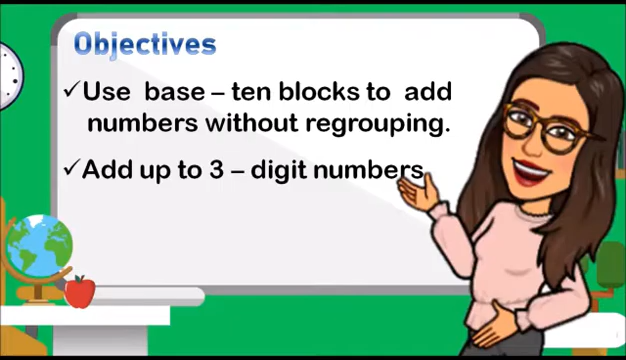 Objectives
✓Use base – ten blocks to add
numbers without regrouping.
✓Add up to 3 – digit numbers